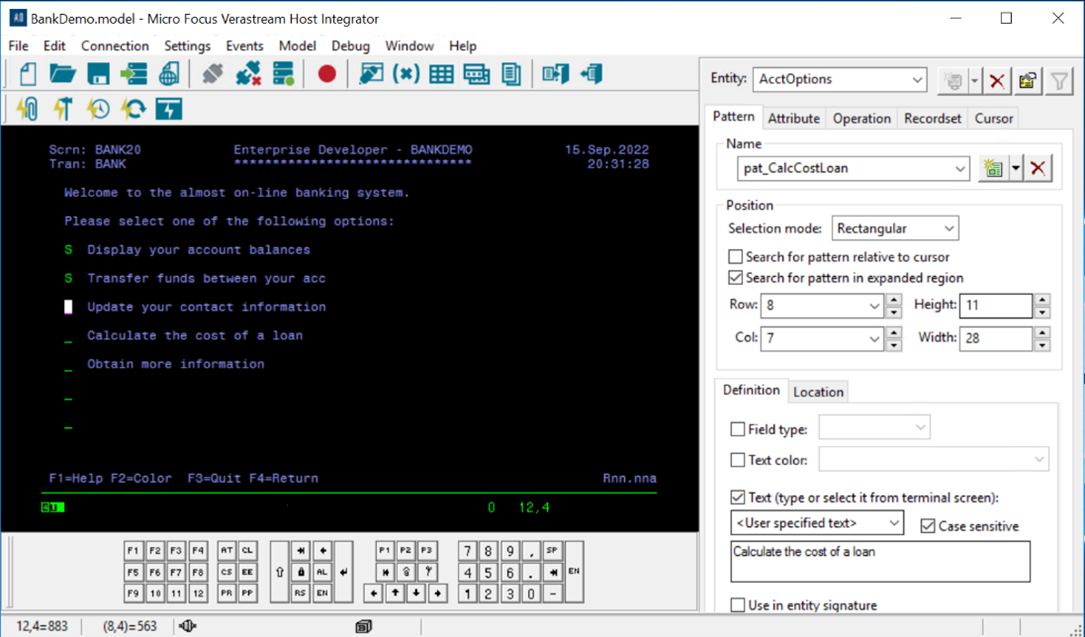 BankDemo.model - Micro Focus Verastream Host Integrator
File Edit Connection Settings Events Model Debug Window Help
Entity: AcctOptions
Pattern Attribute Operation Recordset Cursor
Name
pat_CalcCostLoan
Position
Selection mode: Rectangular
Search for pattern relative to cursor
Search for pattern in expanded region
Row: 8 Height: 11
Col: 7 Width: 28
Definition Location
Field type:
Text color:
Text (type or select it from terminal screen):
<User specified text> Case sensitive
Calculate the cost of a loan
Use in entity signature
Scrn: BANK20 Enterprise Developer - BANKDEMO 15.Sep.2022
Tran: BANK ******************************* 20:31:28
Welcome to the almost on-line banking system.
Please select one of the following options:
S Display your account balances
S Transfer funds between your acc
Update your contact information
_ Calculate the cost of a loan
_ Obtain more information
_
_
F1=Help F2=Color F3=Quit F4=Return Rnn.nna
0 12,4
F1 F2 F3 F4 AT CL P1 P2 P3 7 8 9 , SP
F5 F6 F7 F8 CS EE AL 4 5 6 . EN
F9 10 11 12 PR PP RS EN 1 2 3 0 -
12,4=883 (8,4)=563